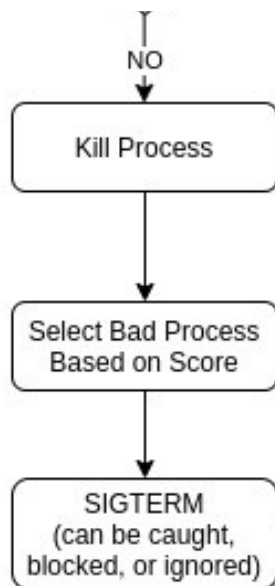 NO
Kill Process
Select Bad Process
Based on Score
SIGTERM
(can be caught,
blocked, or ignored)